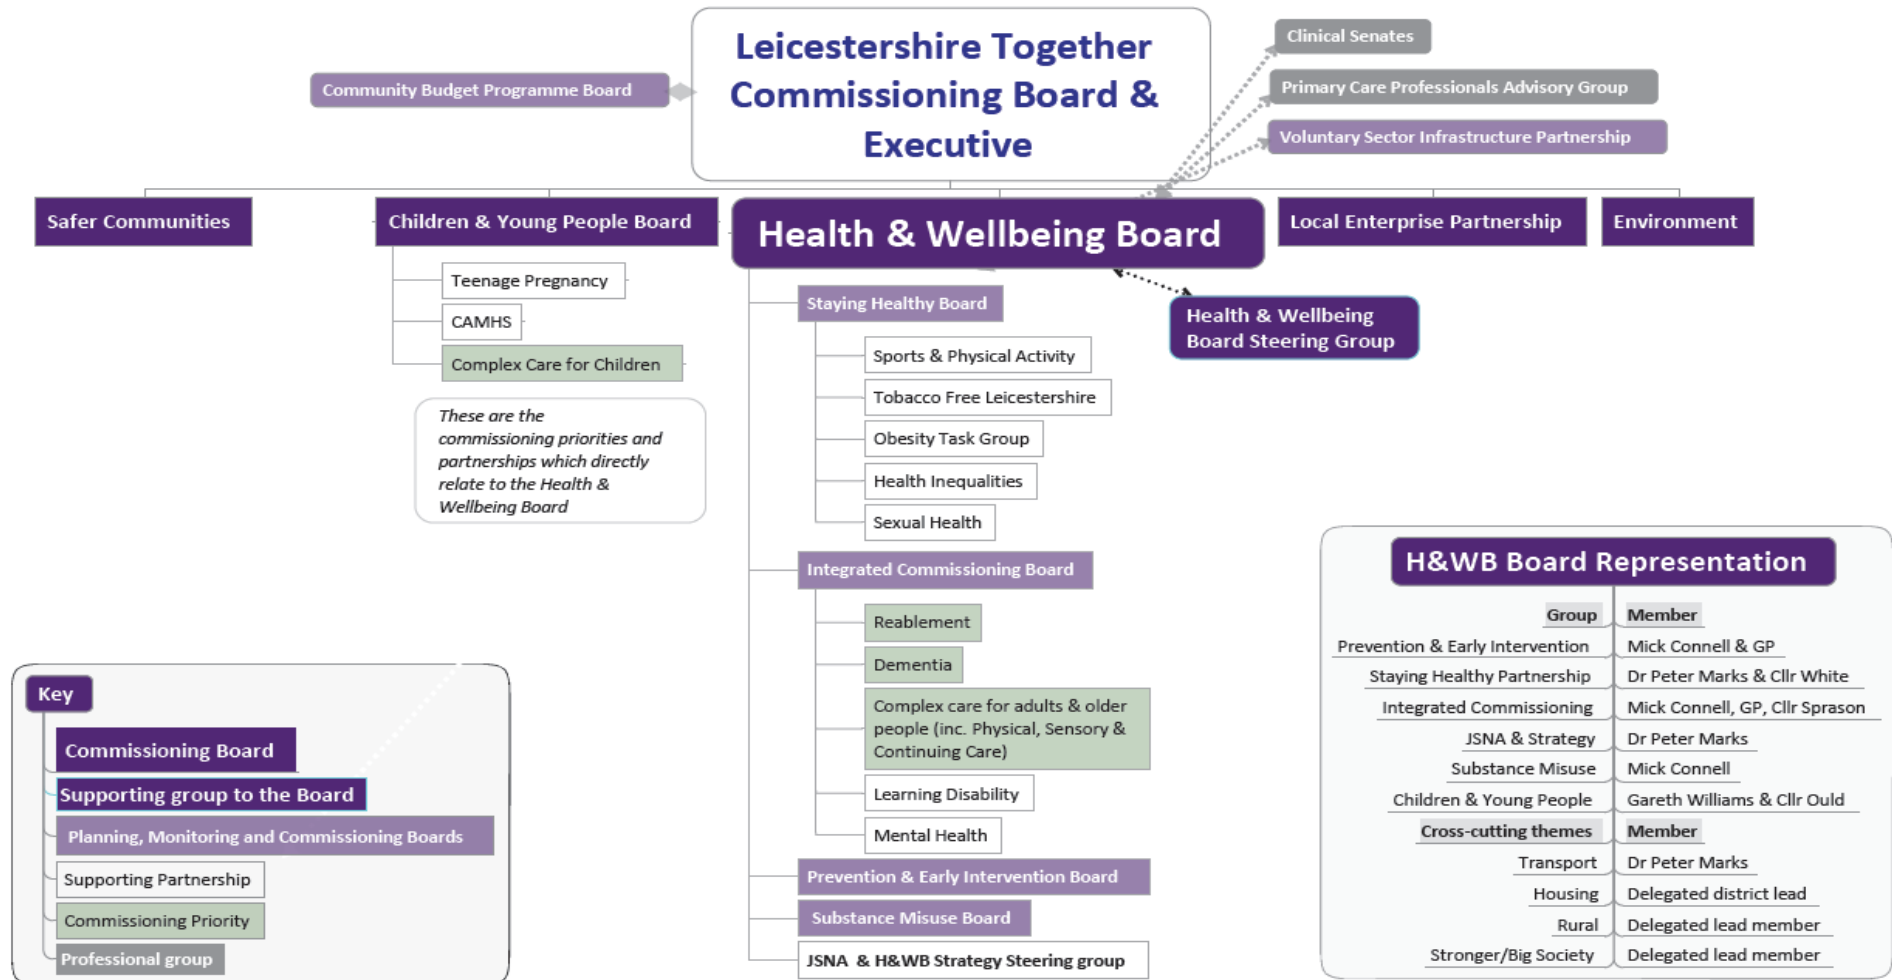 Leicestershire Together
Commissioning Board &
Executive
Community Budget Programme Board
Clinical Senates
Primary Care Professionals Advisory Group
Voluntary Sector Infrastructure Partnership
Safer Communities
Children & Young People Board
Health & Wellbeing Board
Local Enterprise Partnership
Environment
Teenage Pregnancy
CAMHS
Complex Care for Children
These are the
commissioning priorities and
partnerships which directly
relate to the Health &
Wellbeing Board
Health & Wellbeing
Board Steering Group
Staying Healthy Board
Sports & Physical Activity
Tobacco Free Leicestershire
Obesity Task Group
Health Inequalities
Sexual Health
Integrated Commissioning Board
Reablement
Dementia
Complex care for adults & older
people (inc. Physical, Sensory &
Continuing Care)
Learning Disability
Mental Health
Prevention & Early Intervention Board
Substance Misuse Board
JSNA & H&WB Strategy Steering group
Key
Commissioning Board
Supporting group to the Board
Planning, Monitoring and Commissioning Boards
Supporting Partnership
Commissioning Priority
Professional group
H&WB Board Representation
Group Member
Prevention & Early Intervention Mick Connell & GP
Staying Healthy Partnership Dr Peter Marks & Cllr White
Integrated Commissioning Mick Connell, GP, Cllr Sprason
JSNA & Strategy Dr Peter Marks
Substance Misuse Mick Connell
Children & Young People Gareth Williams & Cllr Ould
Cross-cutting themes Member
Transport Dr Peter Marks
Housing Delegated district lead
Rural Delegated lead member
Stronger/Big Society Delegated lead member